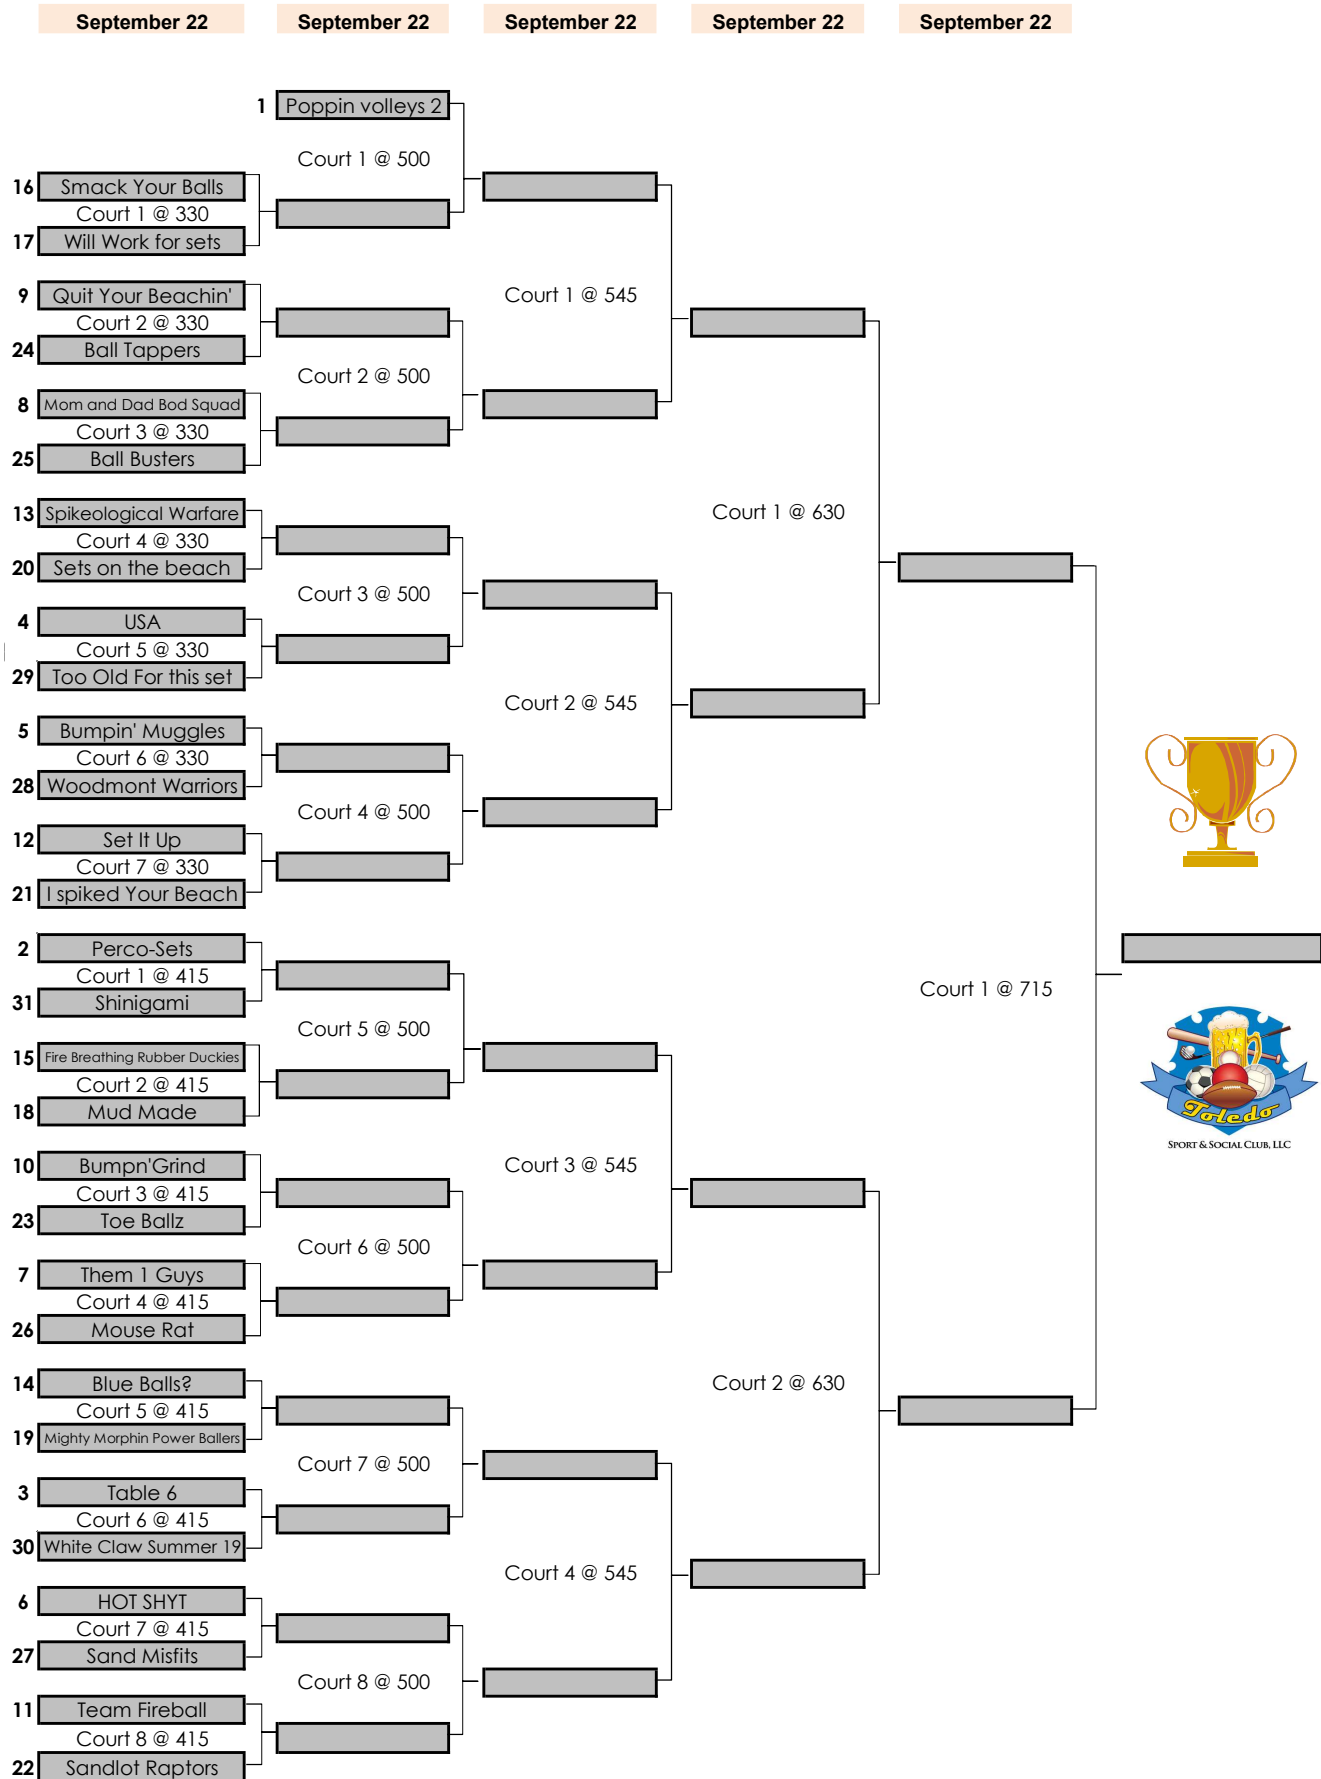 September 22 September 22 September 22 September 22 September 22
1 Poppin volleys 2
Court 1 @ 500
16 Smack Your Balls
Court 1 @ 330
17 Will Work for sets
9 Quit Your Beachin'
Court 1 @ 545
Court 2 @ 330
24 Ball Tappers
Court 2 @ 500
8 Mom and Dad Bod Squad
Court 3 @ 330
25 Ball Busters
13 Spikeological Warfare
Court 1 @ 630
Court 4 @ 330
20 Sets on the beach
Court 3 @ 500
4 USA
Court 5 @ 330
29 Too Old For this set
Court 2 @ 545
5 Bumpin' Muggles
Court 6 @ 330
28 Woodmont Warriors
Court 4 @ 500
12 Set It Up
Court 7 @ 330
21 I spiked Your Beach
2 Perco-Sets
Court 1 @ 415
Court 1 @ 715
31 Shinigami
Court 5 @ 500
15 Fire Breathing Rubber Duckies
Court 2 @ 415
18 Mud Made
Toledo
SPORT & SOCIAL CLUB, LLC
10 Bumpn'Grind
Court 3 @ 545
Court 3 @ 415
23 Toe Ballz
Court 6 @ 500
7 Them 1 Guys
Court 4 @ 415
26 Mouse Rat
14 Blue Balls?
Court 2 @ 630
Court 5 @ 415
19 Mighty Morphin Power Ballers
Court 7 @ 500
3 Table 6
Court 6 @ 415
30 White Claw Summer 19
Court 4 @ 545
6 HOT SHYT
Court 7 @ 415
27 Sand Misfits
Court 8 @ 500
11 Team Fireball
Court 8 @ 415
22 Sandlot Raptors